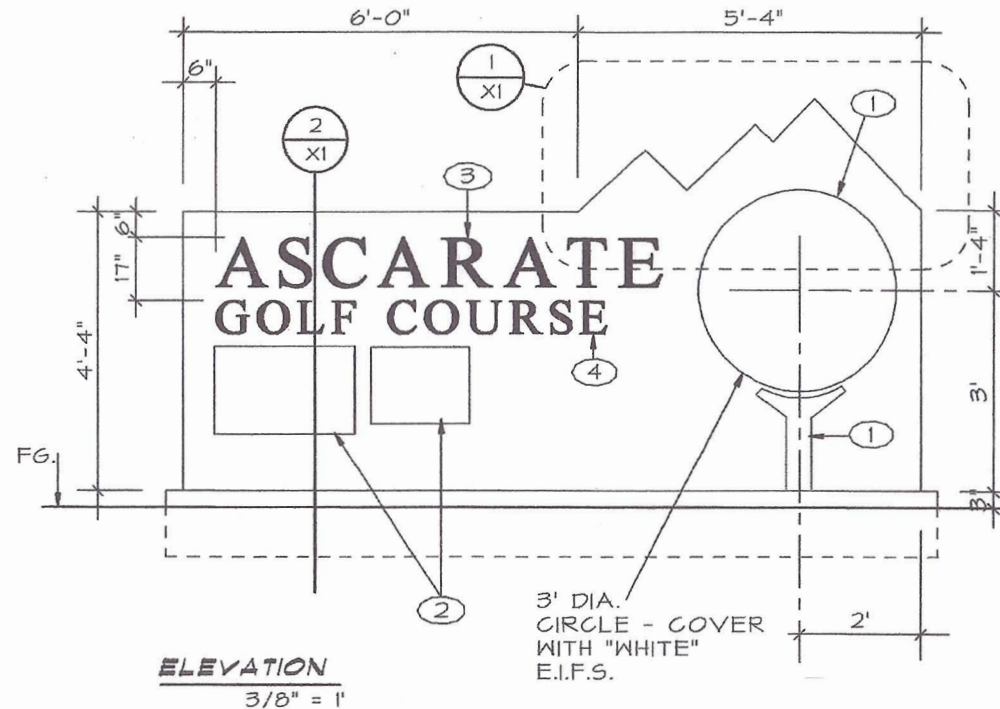 6'-0"
5'-4"
6"
1
X1
1
2
X1
3
6"
17"
4'-4"
1'-4"
ASCARATE
GOLF COURSE
4
3'
1
FG.
3"
2
3' DIA.
CIRCLE - COVER
WITH "WHITE"
E.I.F.S.
2'
ELEVATION
3/8" = 1'